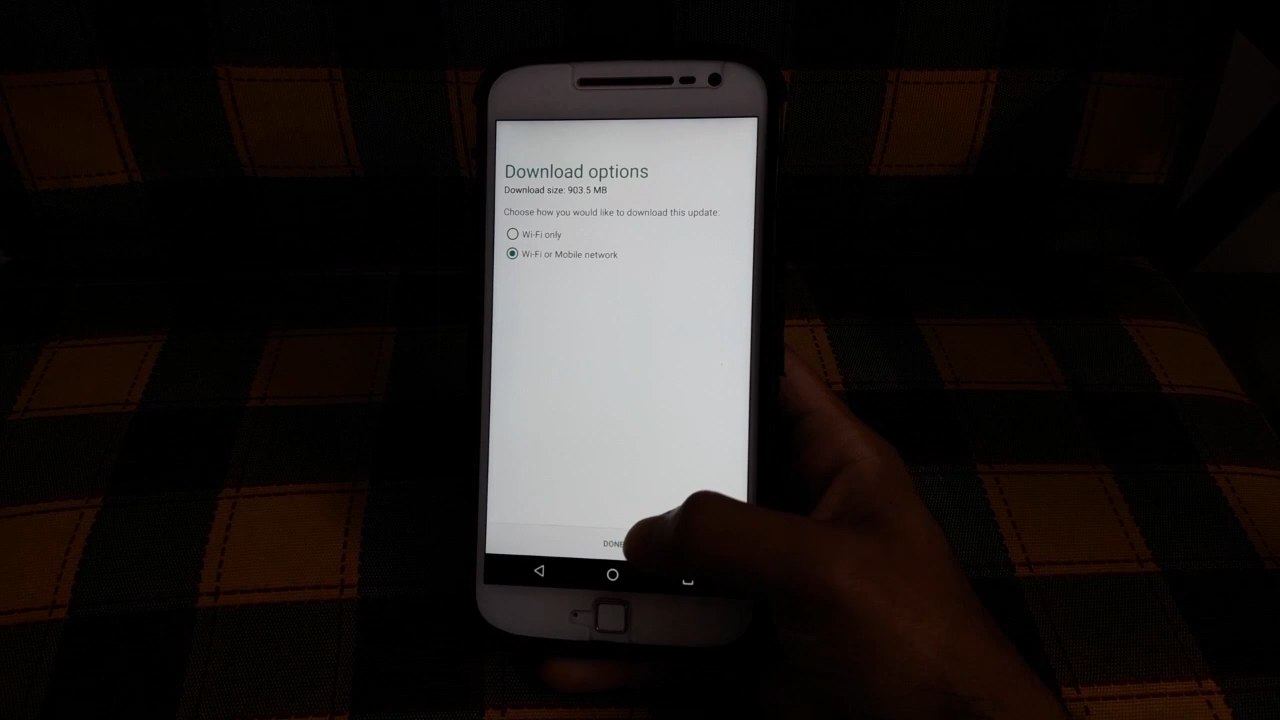 Download options
Download size: 903.5 MB
Choose how you would like to download this update:
Wi-Fi only
Wi-Fi or Mobile network
DONE